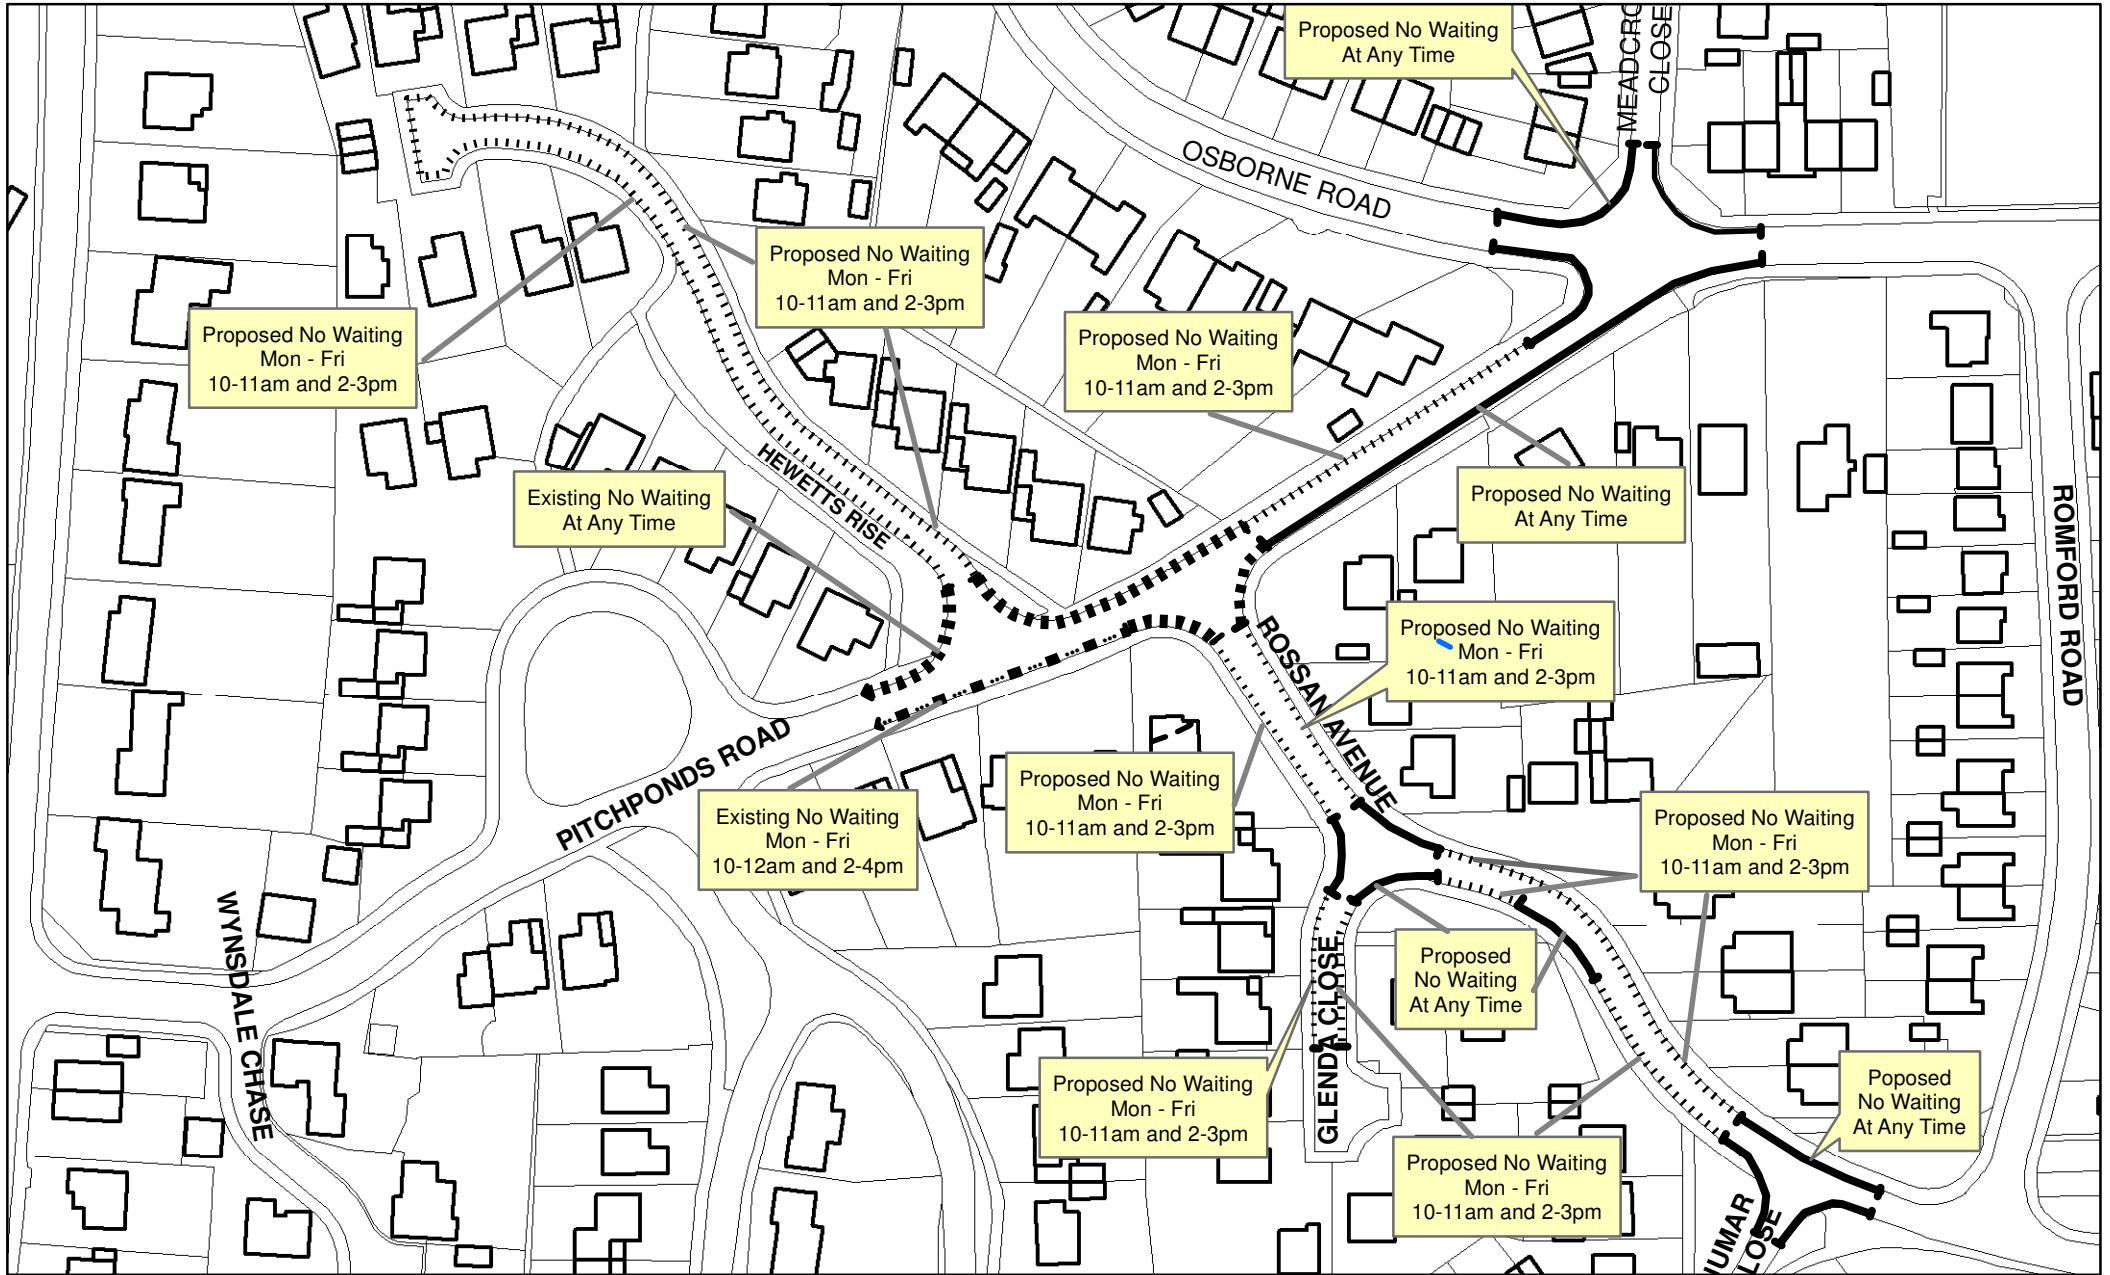 Proposed No Waiting
At Any Time
MEADCRO
CLOSE
OSBORNE ROAD
Proposed No Waiting
Mon - Fri
10-11am and 2-3pm
Proposed No Waiting
Mon - Fri
10-11am and 2-3pm
Proposed No Waiting
Mon - Fri
10-11am and 2-3pm
HEWETTS RISE
Existing No Waiting
At Any Time
Proposed No Waiting
At Any Time
ROMFORD ROAD
ROSSAN AVENUE
Proposed No Waiting
Mon - Fri
10-11am and 2-3pm
PITCHPONDS ROAD
Existing No Waiting
Mon - Fri
10-12am and 2-4pm
Proposed No Waiting
Mon - Fri
10-11am and 2-3pm
Proposed No Waiting
Mon - Fri
10-11am and 2-3pm
WYNSDALE CHASE
GLENDA CLOSE
Proposed
No Waiting
At Any Time
Proposed No Waiting
Mon - Fri
10-11am and 2-3pm
Poposed
No Waiting
At Any Time
Proposed No Waiting
Mon - Fri
10-11am and 2-3pm
UMAR
LOSE